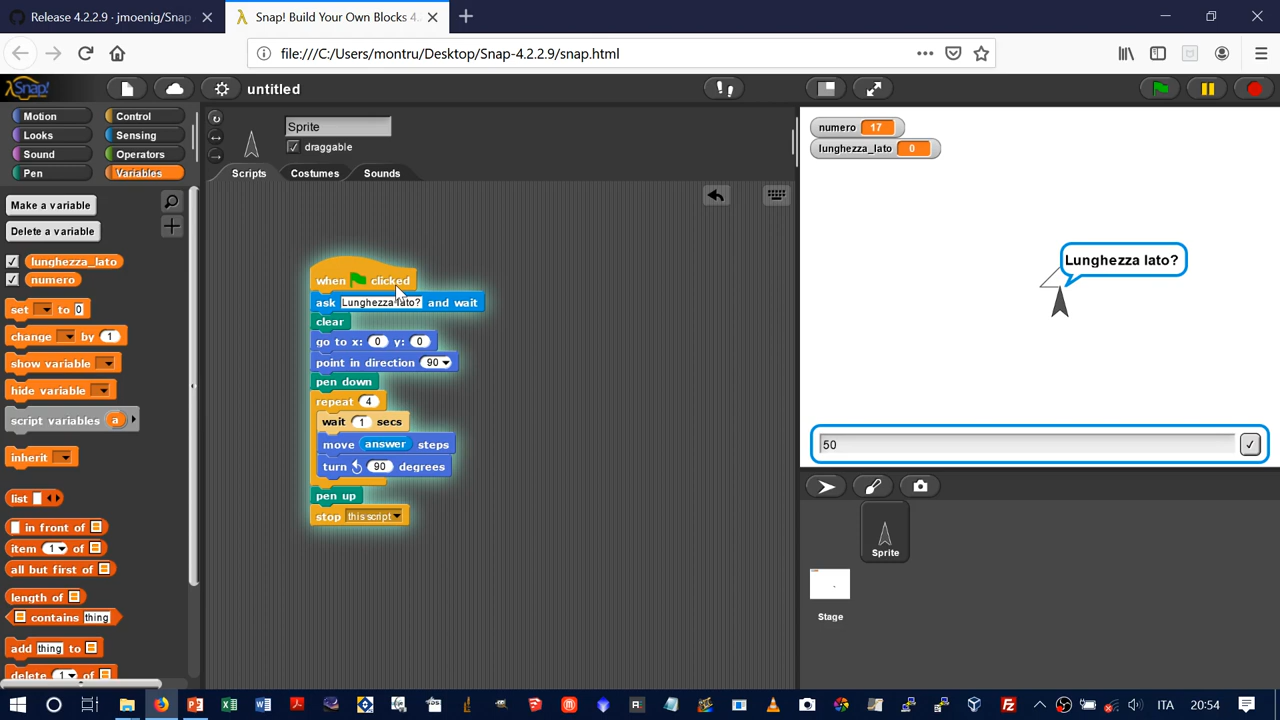 Release 4.2.2.9 · jmoenig/Snap
Snap! Build Your Own Blocks 4.
file:///C:/Users/montru/Desktop/Snap-4.2.2.9/snap.html
Snap!
untitled
Motion
Control
Looks
Sensing
Sound
Operators
Pen
Variables
Make a variable
Delete a variable
lunghezza_lato
numero
set to 0
change by 1
show variable
hide variable
script variables a
inherit
list
in front of
item 1 of
all but first of
length of
contains thing
add thing to
delete 1 of
Sprite
draggable
Scripts
Costumes
Sounds
when clicked
ask Lunghezza lato? and wait
clear
go to x: 0 y: 0
point in direction 90
pen down
repeat 4
wait 1 secs
move answer steps
turn 90 degrees
pen up
stop this script
numero 17
lunghezza_lato 0
Lunghezza lato?
50
Sprite
Stage
ITA
20:54